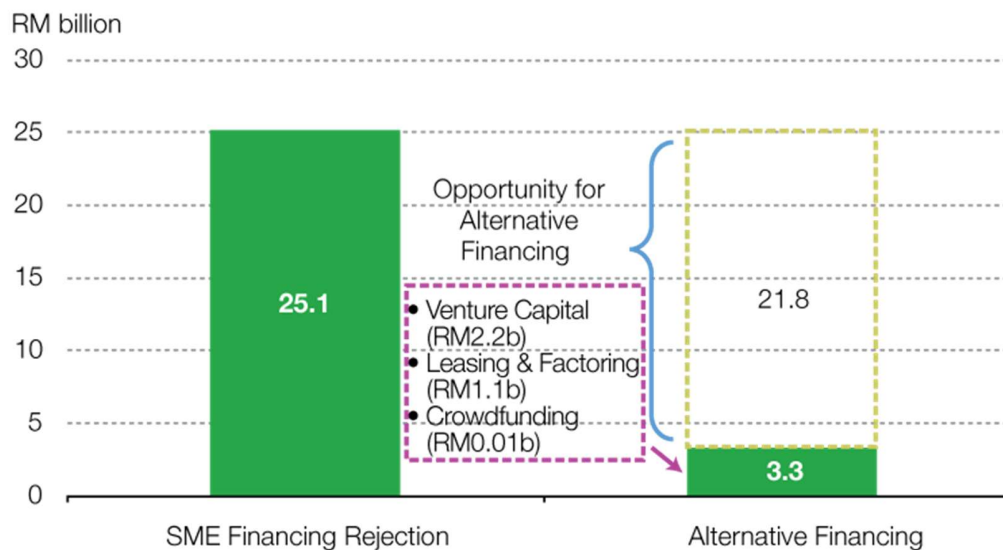 RM billion
30
25
20
15
10
5
0
25.1
Opportunity for
Alternative
Financing
• Venture Capital
(RM2.2b)
• Leasing & Factoring
(RM1.1b)
• Crowdfunding
(RM0.01b)
21.8
3.3
SME Financing Rejection
Alternative Financing